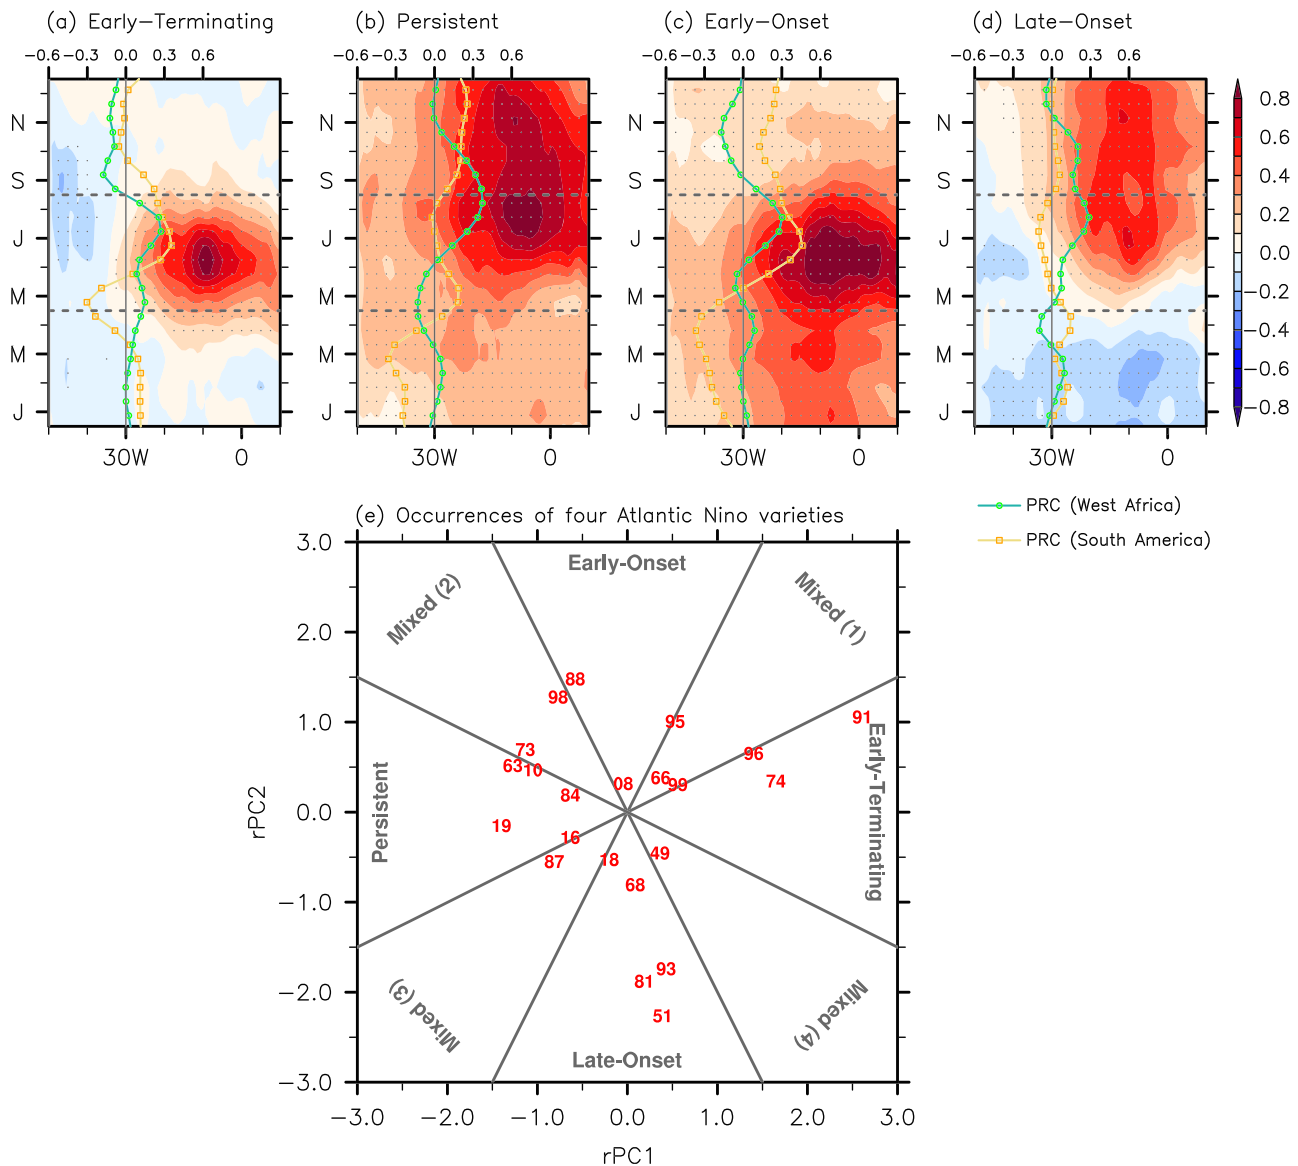 (a) Early−Terminating
(b) Persistent
(c) Early−Onset
(d) Late−Onset
−0.6 0.0 0.3 0.6
−0.6 0.0 0.3 0.6
−0.6 0.0 0.3 0.6
−0.6−0.3 0.0 0.3 0.6
N
S
J
M
M
J
N
S
J
M
M
J
N
S
J
M
M
J
N
S
J
M
M
J
0.8
0.6
0.4
0.2
0.0
−0.2
−0.4
−0.6
−0.8
30W 0
30W 0
30W 0
30W 0
PRC (West Africa)
PRC (South America)
(e) Occurrences of four Atlantic Nino varieties
3.0
2.0
1.0
0.0
−1.0
−2.0
−3.0
rPC2
Early-Onset
Mixed (2)
Mixed (1)
88
98
95
91
73
96
63
10
08
66
99
74
84
Persistent
Early-Terminating
19
16
87
18
49
68
93
81
51
Mixed (3)
Mixed (4)
Late-Onset
−3.0 −2.0 −1.0 0.0 1.0 2.0 3.0
rPC1